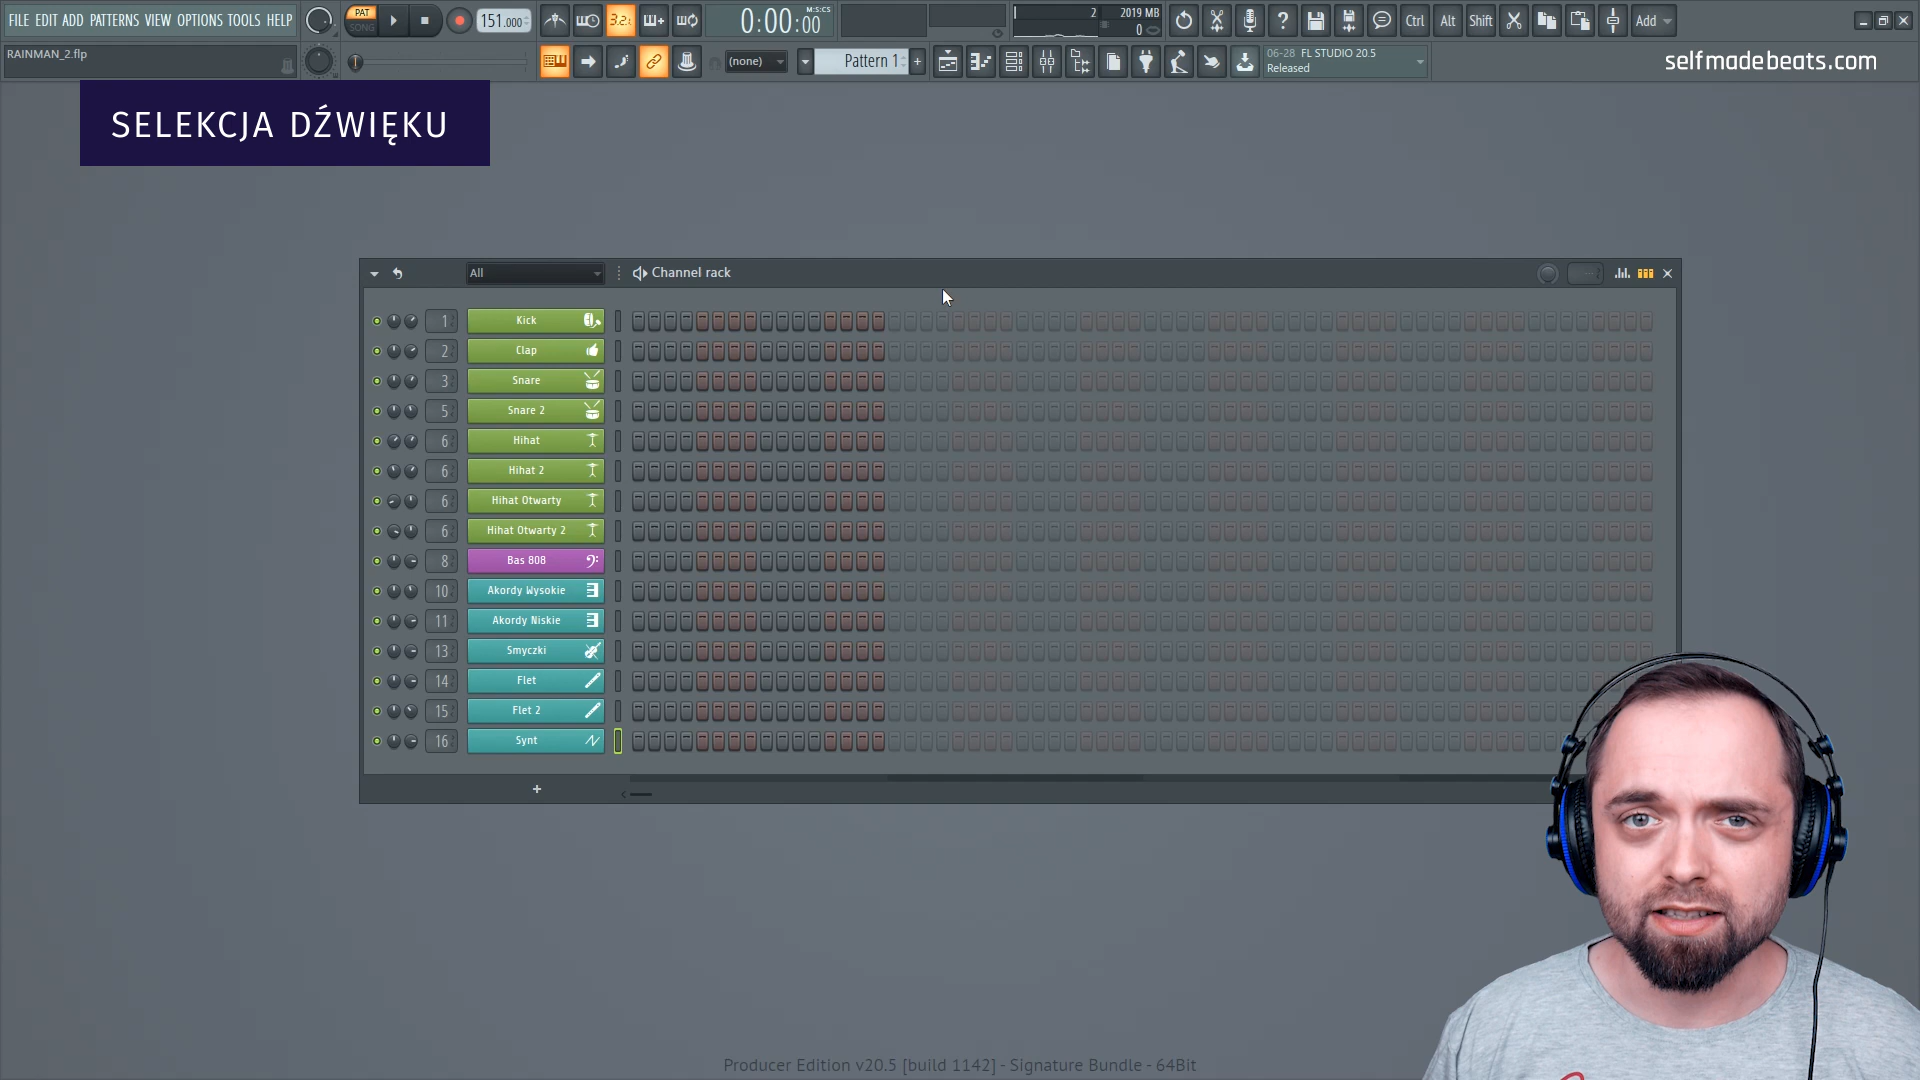 FILE EDIT ADD PATTERNS VIEW OPTIONS TOOLS HELP
PAT
SONG
151.000
3.2.
0:00:00
M:S:CS
2
2019 MB
0
Ctrl
Alt
Shift
Add
RAINMAN_2.flp
(none)
Pattern 1
+
06-28 FL STUDIO 20.5
Released
selfmadebeats.com
SELEKCJA DŹWIĘKU
All
Channel rack
1 Kick
2 Clap
3 Snare
5 Snare 2
6 Hihat
6 Hihat 2
6 Hihat Otwarty
6 Hihat Otwarty 2
8 Bas 808
10 Akordy Wysokie
11 Akordy Niskie
13 Smyczki
14 Flet
15 Flet 2
16 Synt
+
Producer Edition v20.5 [build 1142] - Signature Bundle - 64Bit